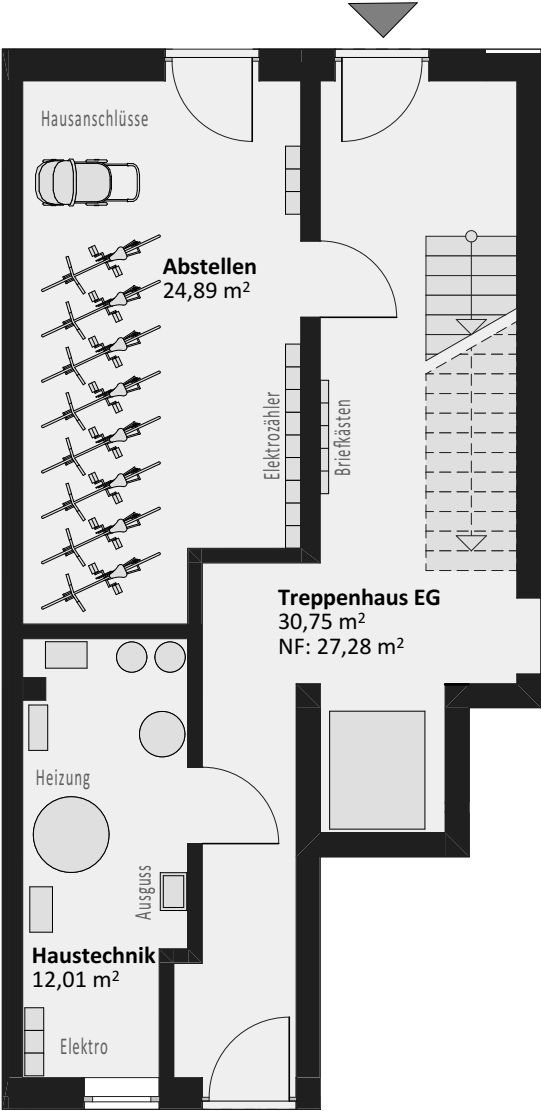 Hausanschlüsse
Abstellen
24,89 m²
Elektrozähler
Briefkästen
Treppenhaus EG
30,75 m²
NF: 27,28 m²
Heizung
Ausguss
Haustechnik
12,01 m²
Elektro